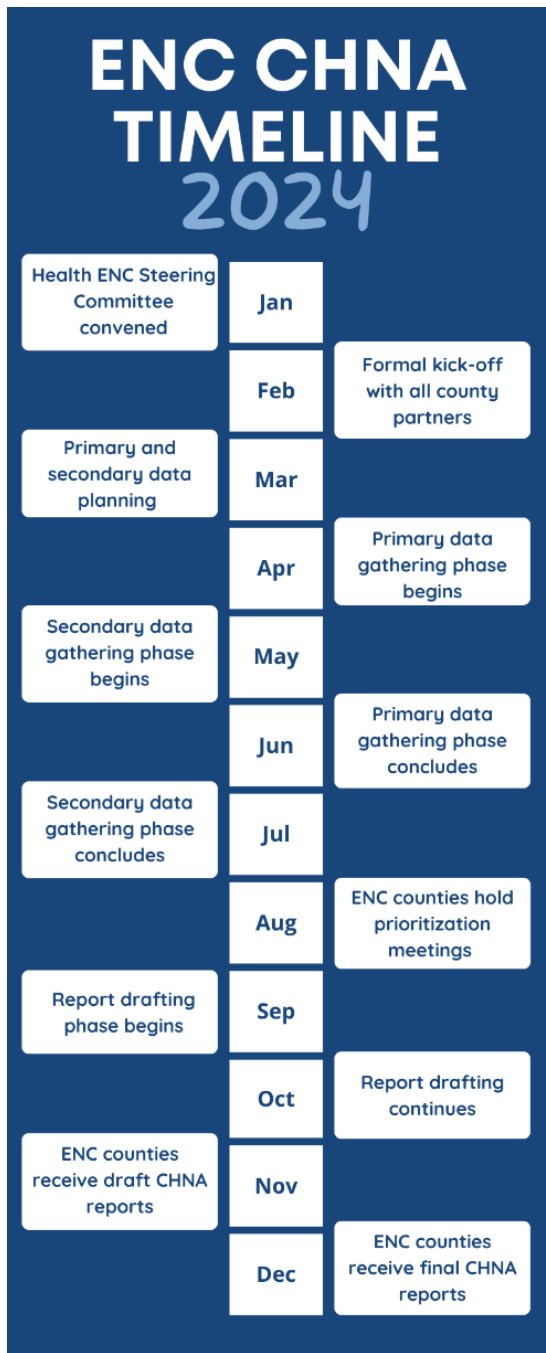 ENC CHNA
TIMELINE
2024
Health ENC Steering
Committee
convened
Jan
Feb
Formal kick-off
with all county
partners
Primary and
secondary data
planning
Mar
Apr
Primary data
gathering phase
begins
Secondary data
gathering phase
begins
May
Jun
Primary data
gathering phase
concludes
Secondary data
gathering phase
concludes
Jul
Aug
ENC counties hold
prioritization
meetings
Report drafting
phase begins
Sep
Oct
Report drafting
continues
ENC counties
receive draft CHNA
reports
Nov
Dec
ENC counties
receive final CHNA
reports